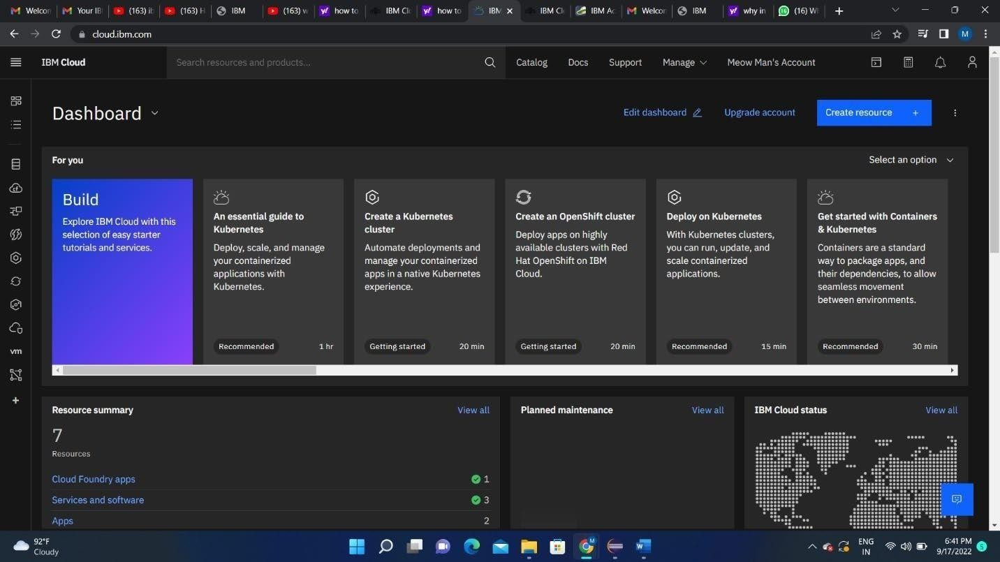 Welcon
Your IB
(163) ib
(163) H
IBM
(163) w
how to
IBM Clo
how to
IBM
IBM Clo
IBM Ac
Welcon
IBM
why in
(16) W
cloud.ibm.com
M
IBM Cloud
Search resources and products...
Catalog
Docs
Support
Manage
Meow Man's Account
Dashboard
Edit dashboard
Upgrade account
Create resource +
For you
Select an option
Build
Explore IBM Cloud with this
selection of easy starter
tutorials and services.
An essential guide to
Kubernetes
Deploy, scale, and manage
your containerized
applications with
Kubernetes.
Recommended
1 hr
Create a Kubernetes
cluster
Automate deployments and
manage your containerized
apps in a native Kubernetes
experience.
Getting started
20 min
Create an OpenShift cluster
Deploy apps on highly
available clusters with Red
Hat OpenShift on IBM
Cloud.
Getting started
20 min
Deploy on Kubernetes
With Kubernetes clusters,
you can run, update, and
scale containerized
applications.
Recommended
15 min
Get started with Containers
& Kubernetes
Containers are a standard
way to package apps, and
their dependencies, to allow
seamless movement
between environments.
Recommended
30 min
vm
Resource summary
View all
7
Resources
Cloud Foundry apps
1
Services and software
3
Apps
2
Planned maintenance
View all
IBM Cloud status
View all
92°F
Cloudy
ENG
IN
6:41 PM
9/17/2022